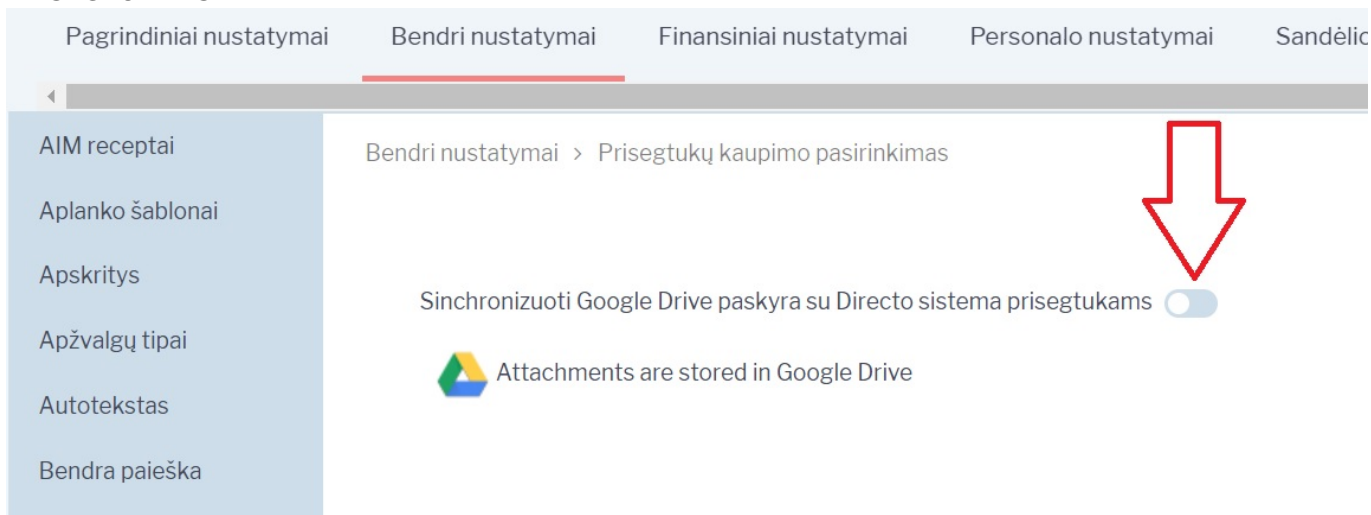 Pagrindiniai nustatymai Bendri nustatymai Finansiniai nustatymai Personalo nustatymai
AIM receptai
Aplanko šablonai
Apskritys
Apžvalgų tipai
Autotekstas
Bendra paieška
Bendri nustatymai > Prisegtukų kaupimo pasirinkimas
Sinchronizuoti Google Drive paskyra su Directo sistema prisegtukams
Attachments are stored in Google Drive